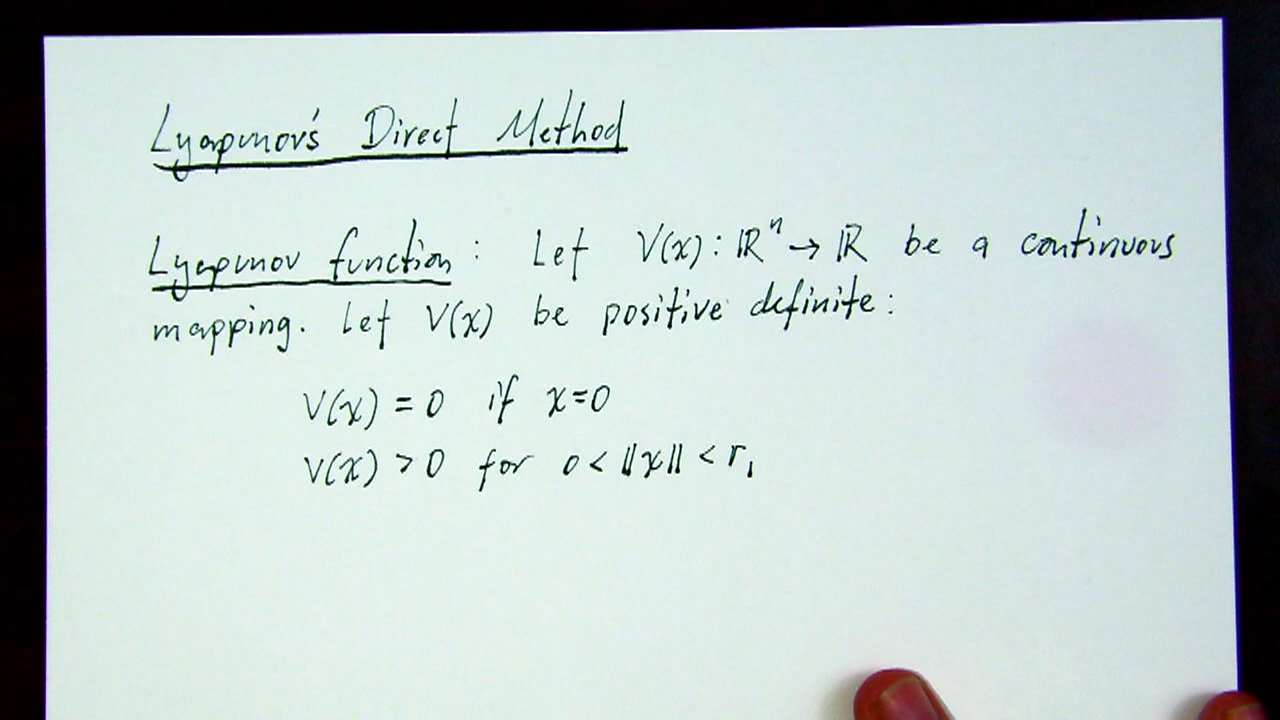 Lyapunov's Direct Method
Lyapunov function : Let V(x) : ℝⁿ → ℝ be a continuous
mapping. Let V(x) be positive definite :
V(x) = 0 if x=0
V(x) > 0 for 0 < ||x|| < r₁